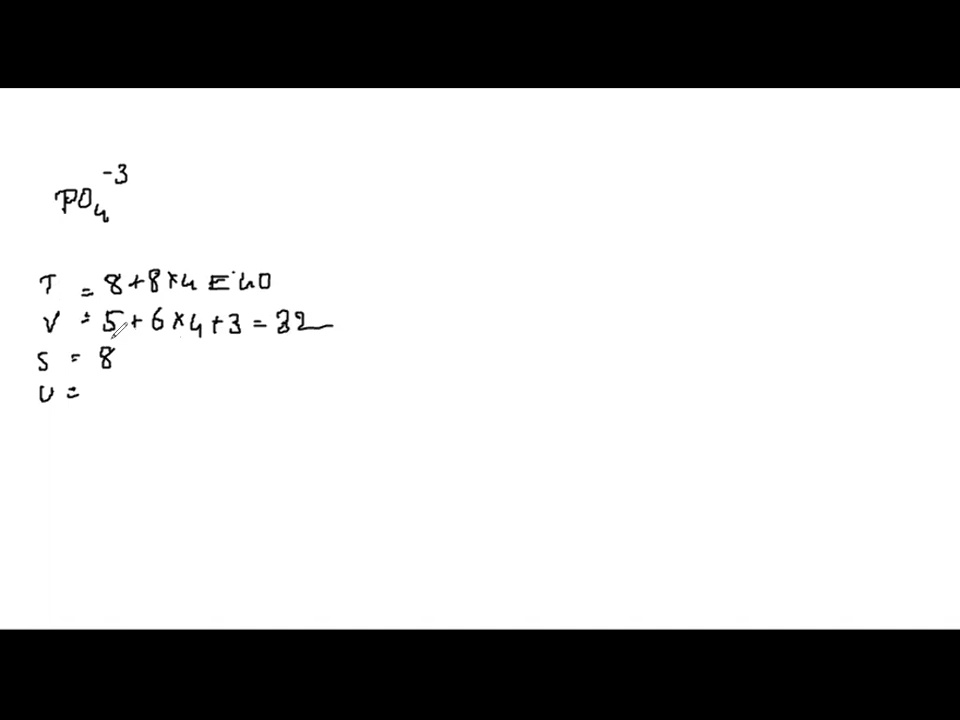 PO₄⁻³
T = 8+8×4 = 40
V = 5+6×4+3 = 32
S = 8
U =